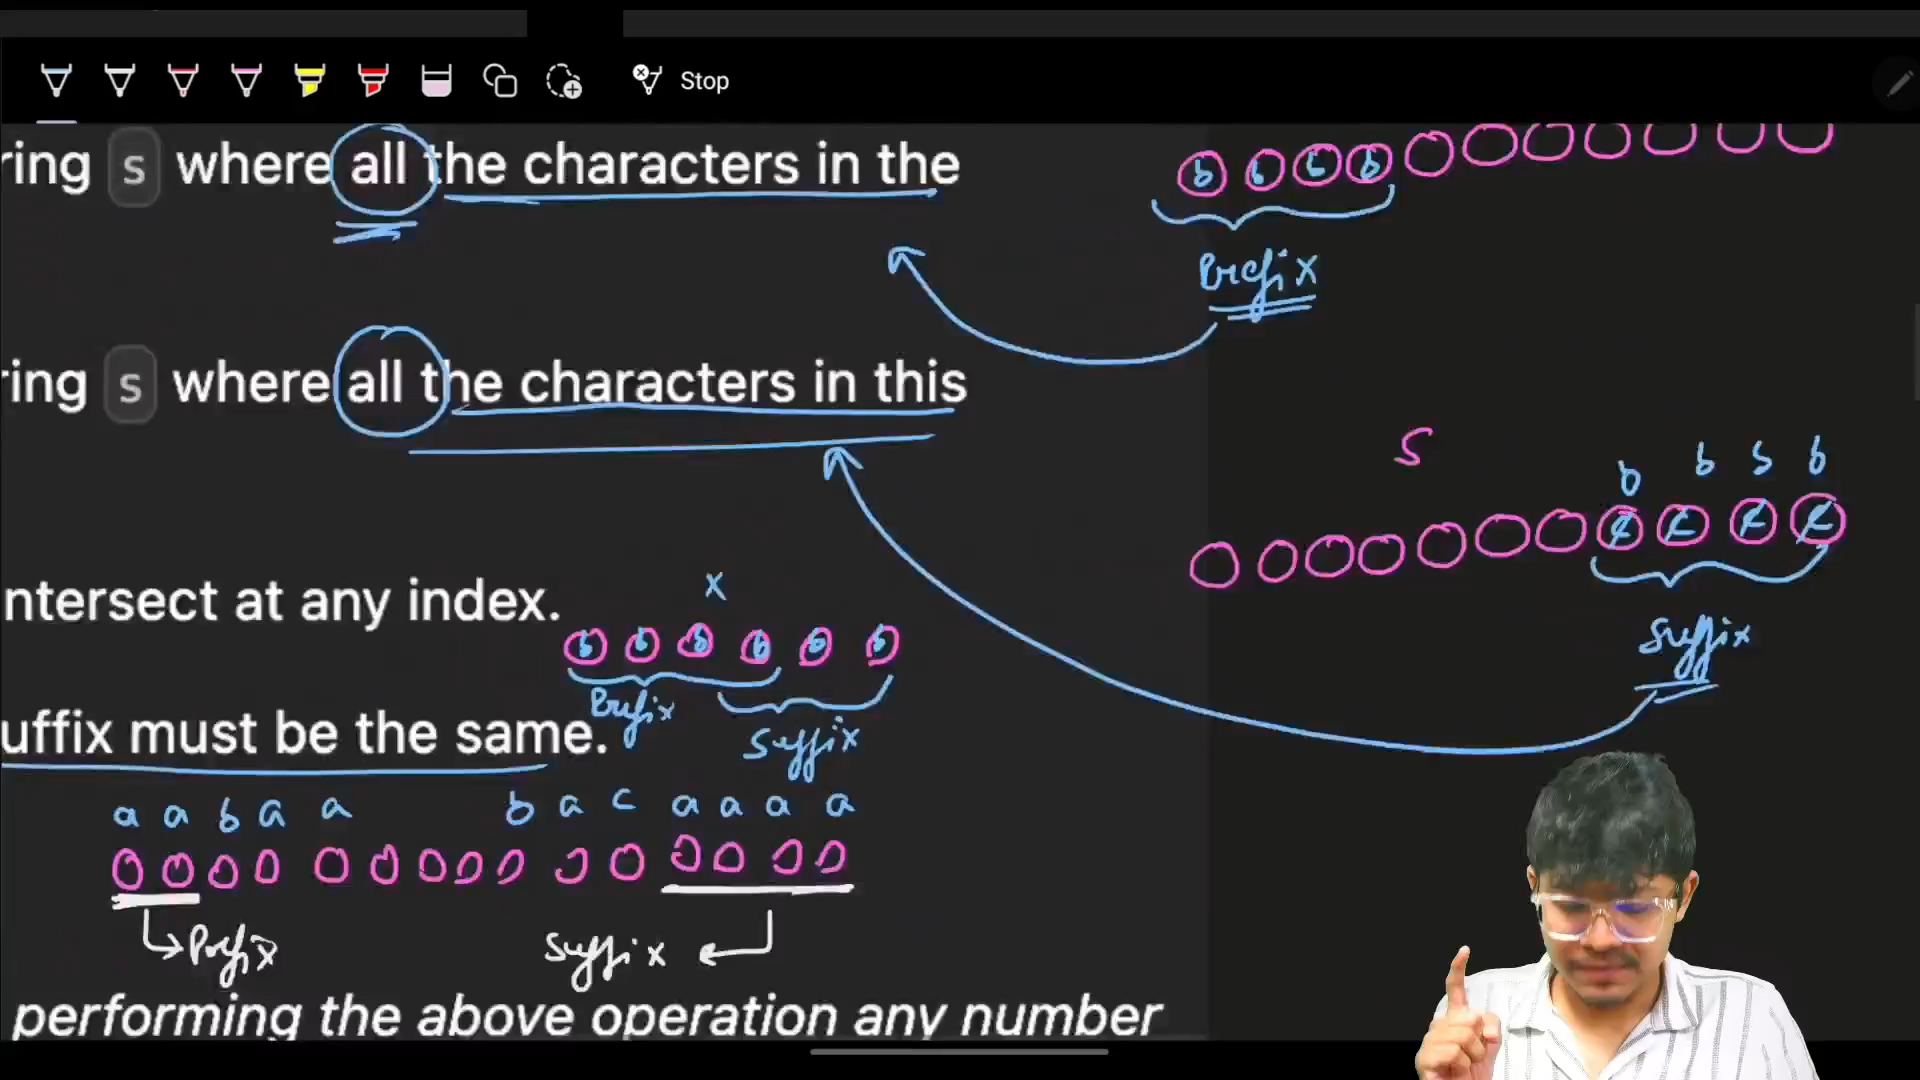 Stop
ring s where all the characters in the
b b b b
Prefix
ring s where all the characters in this
S
b b b b
c c c c
Suffix
ntersect at any index.
x
b b b b b b
Prefix
Suffix
uffix must be the same.
a a b a a b a c a a a a
Prefix
Suffix
performing the above operation any number